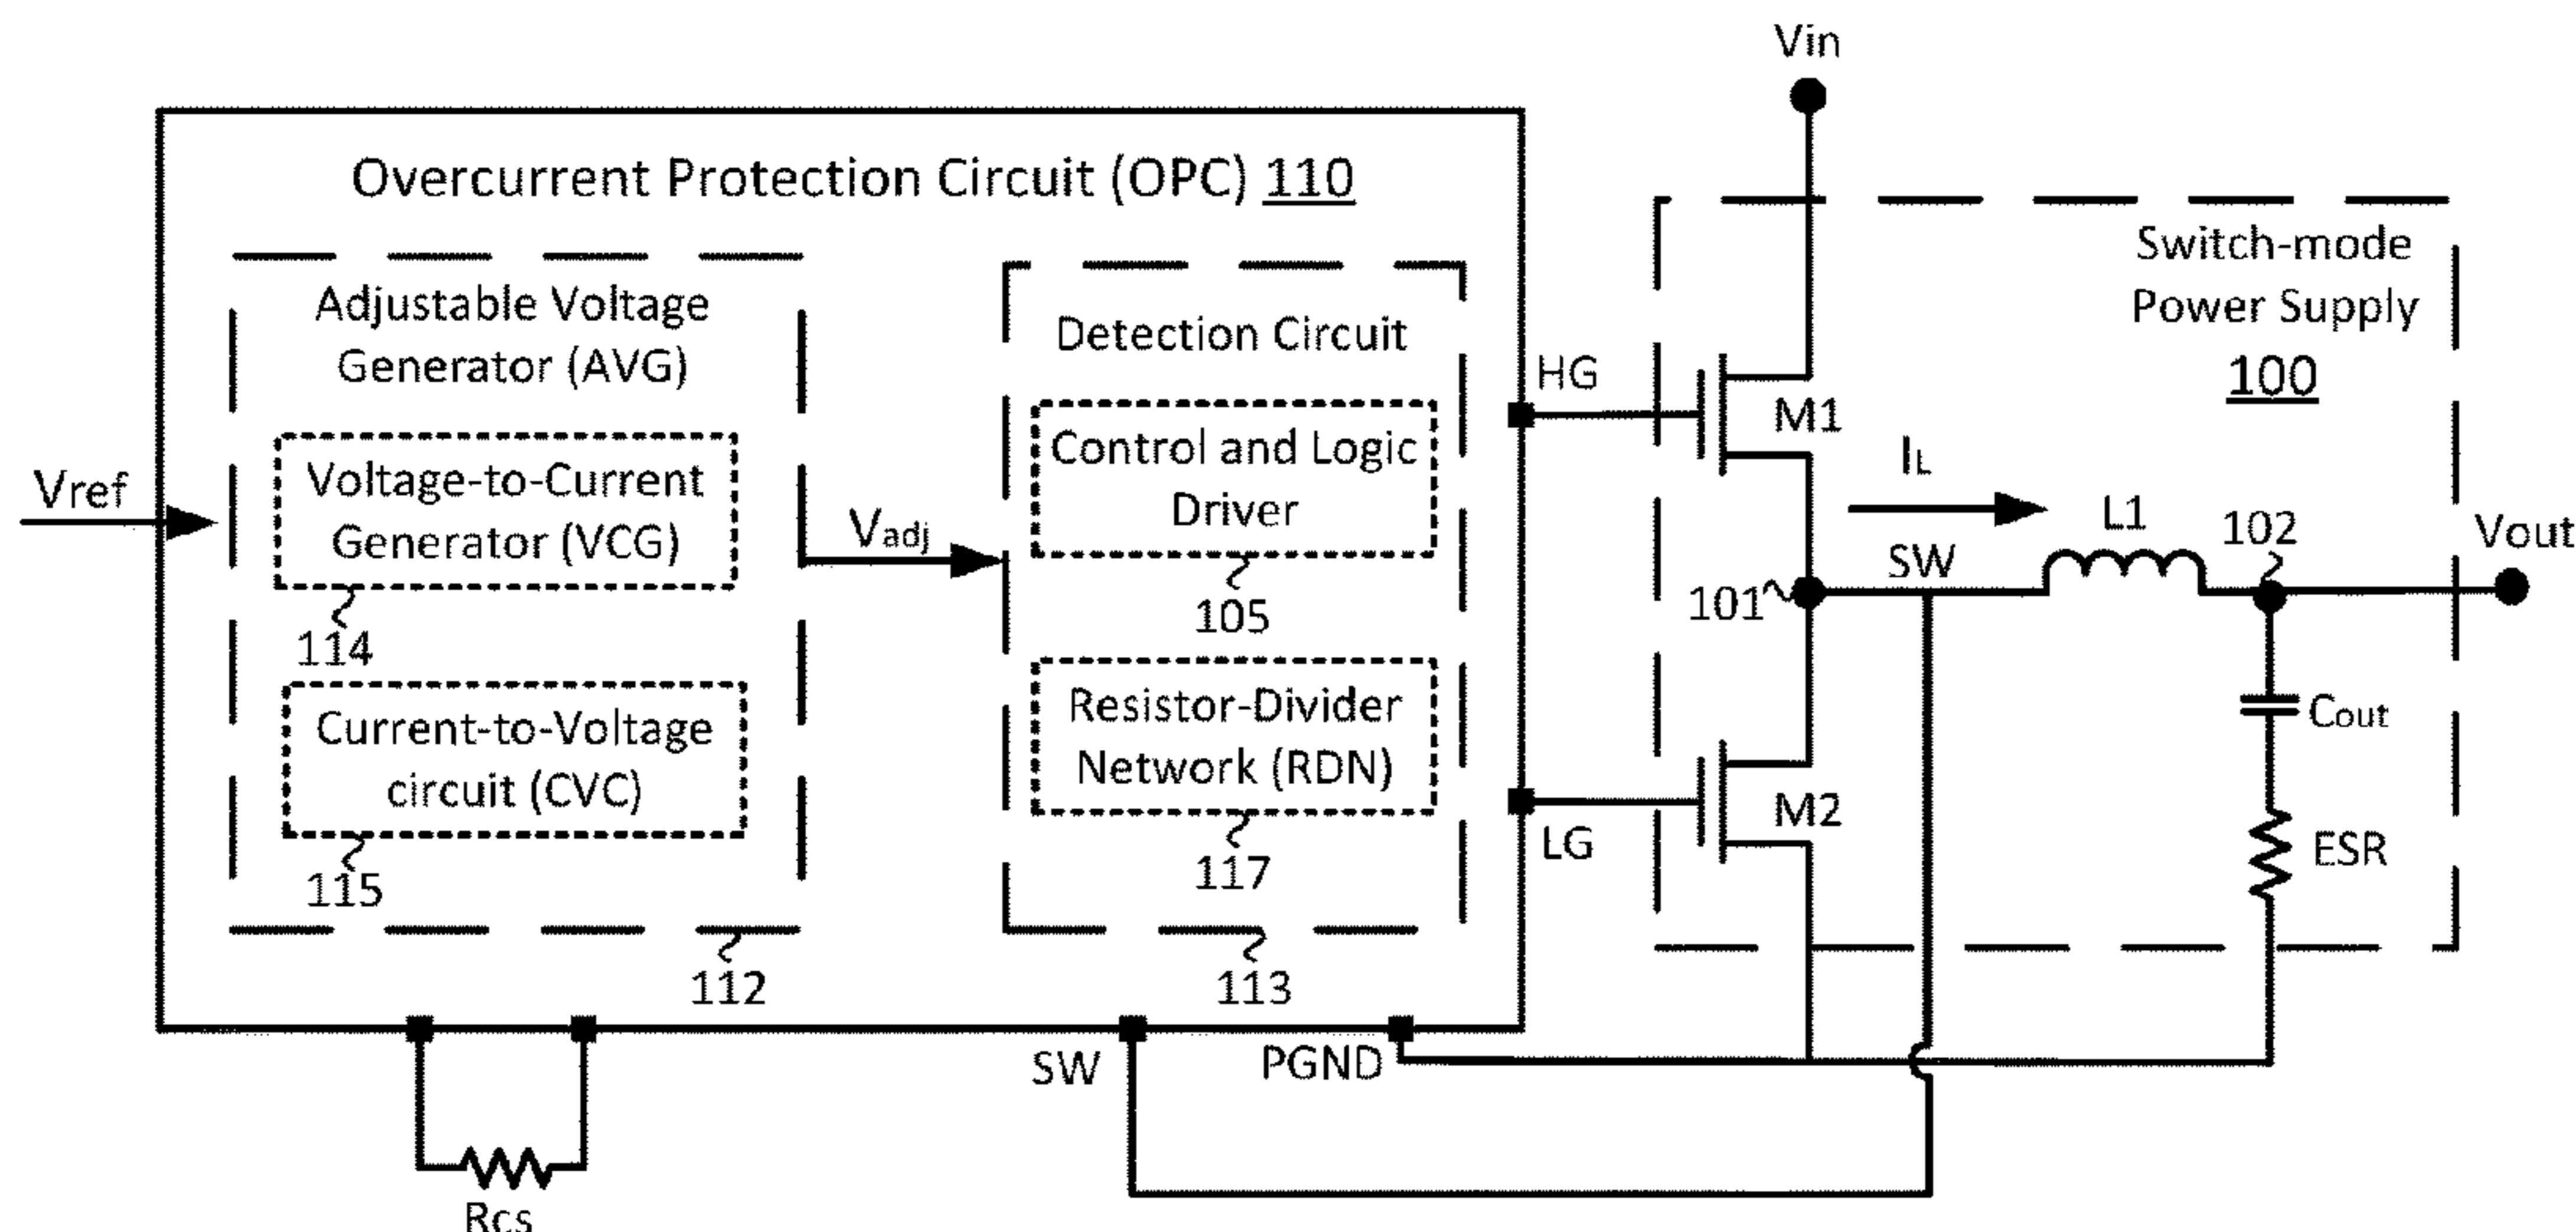 Vin
Overcurrent Protection Circuit (OPC) 110
Switch-mode
Power Supply
100
Adjustable Voltage
Generator (AVG)
Detection Circuit
HG
M1
Control and Logic
Driver
105
Voltage-to-Current
Generator (VCG)
114
Vref
Vadj
IL
L1
SW
101
102
Vout
Current-to-Voltage
circuit (CVC)
115
Resistor-Divider
Network (RDN)
117
Cout
M2
LG
ESR
112
113
SW
PGND
Rcs